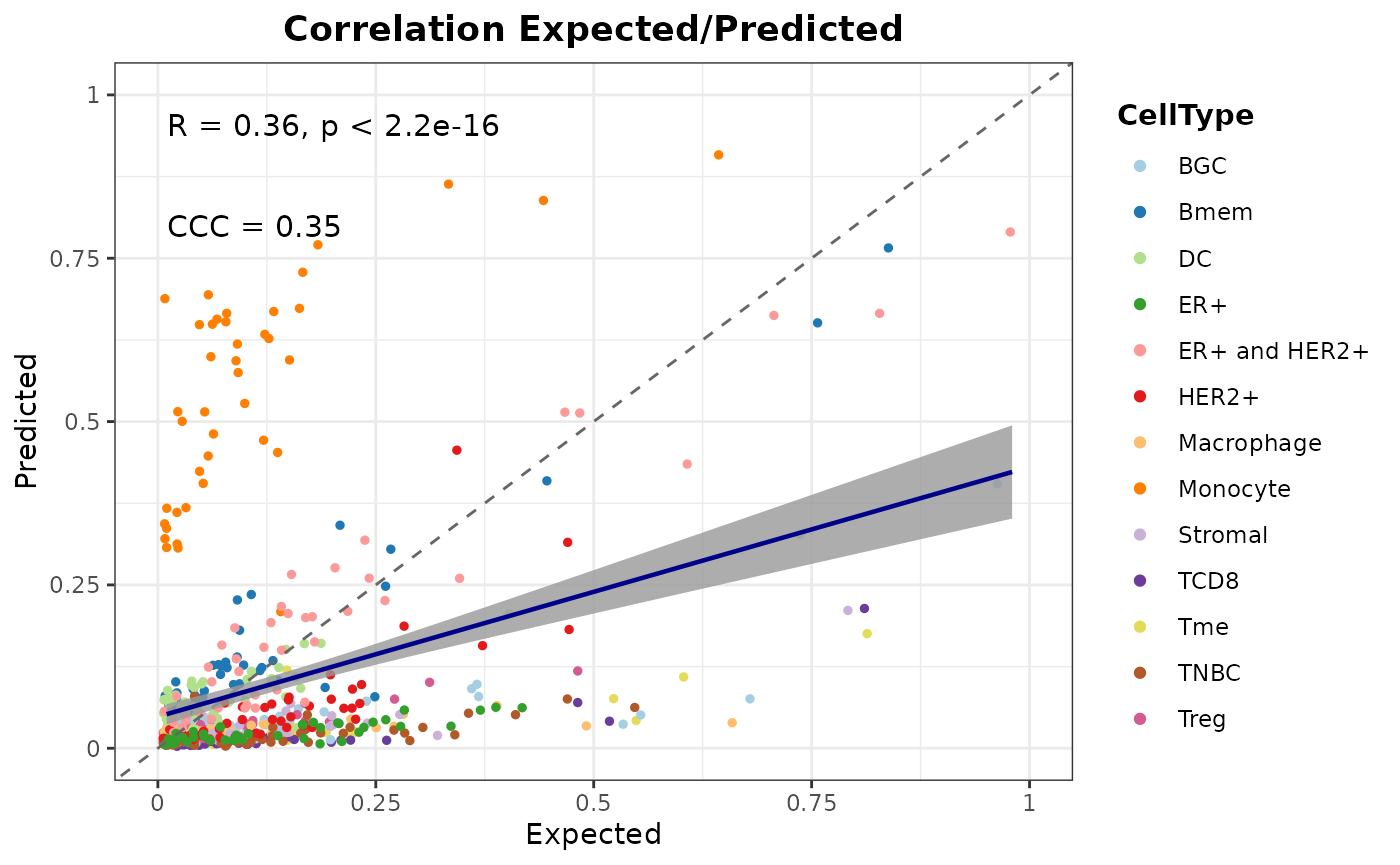 Correlation Expected/Predicted
R = 0.36, p < 2.2e-16
CCC = 0.35
1
0.75
0.5
0.25
0
Predicted
0
0.25
0.5
0.75
1
Expected
CellType
BGC
Bmem
DC
ER+
ER+ and HER2+
HER2+
Macrophage
Monocyte
Stromal
TCD8
Tme
TNBC
Treg